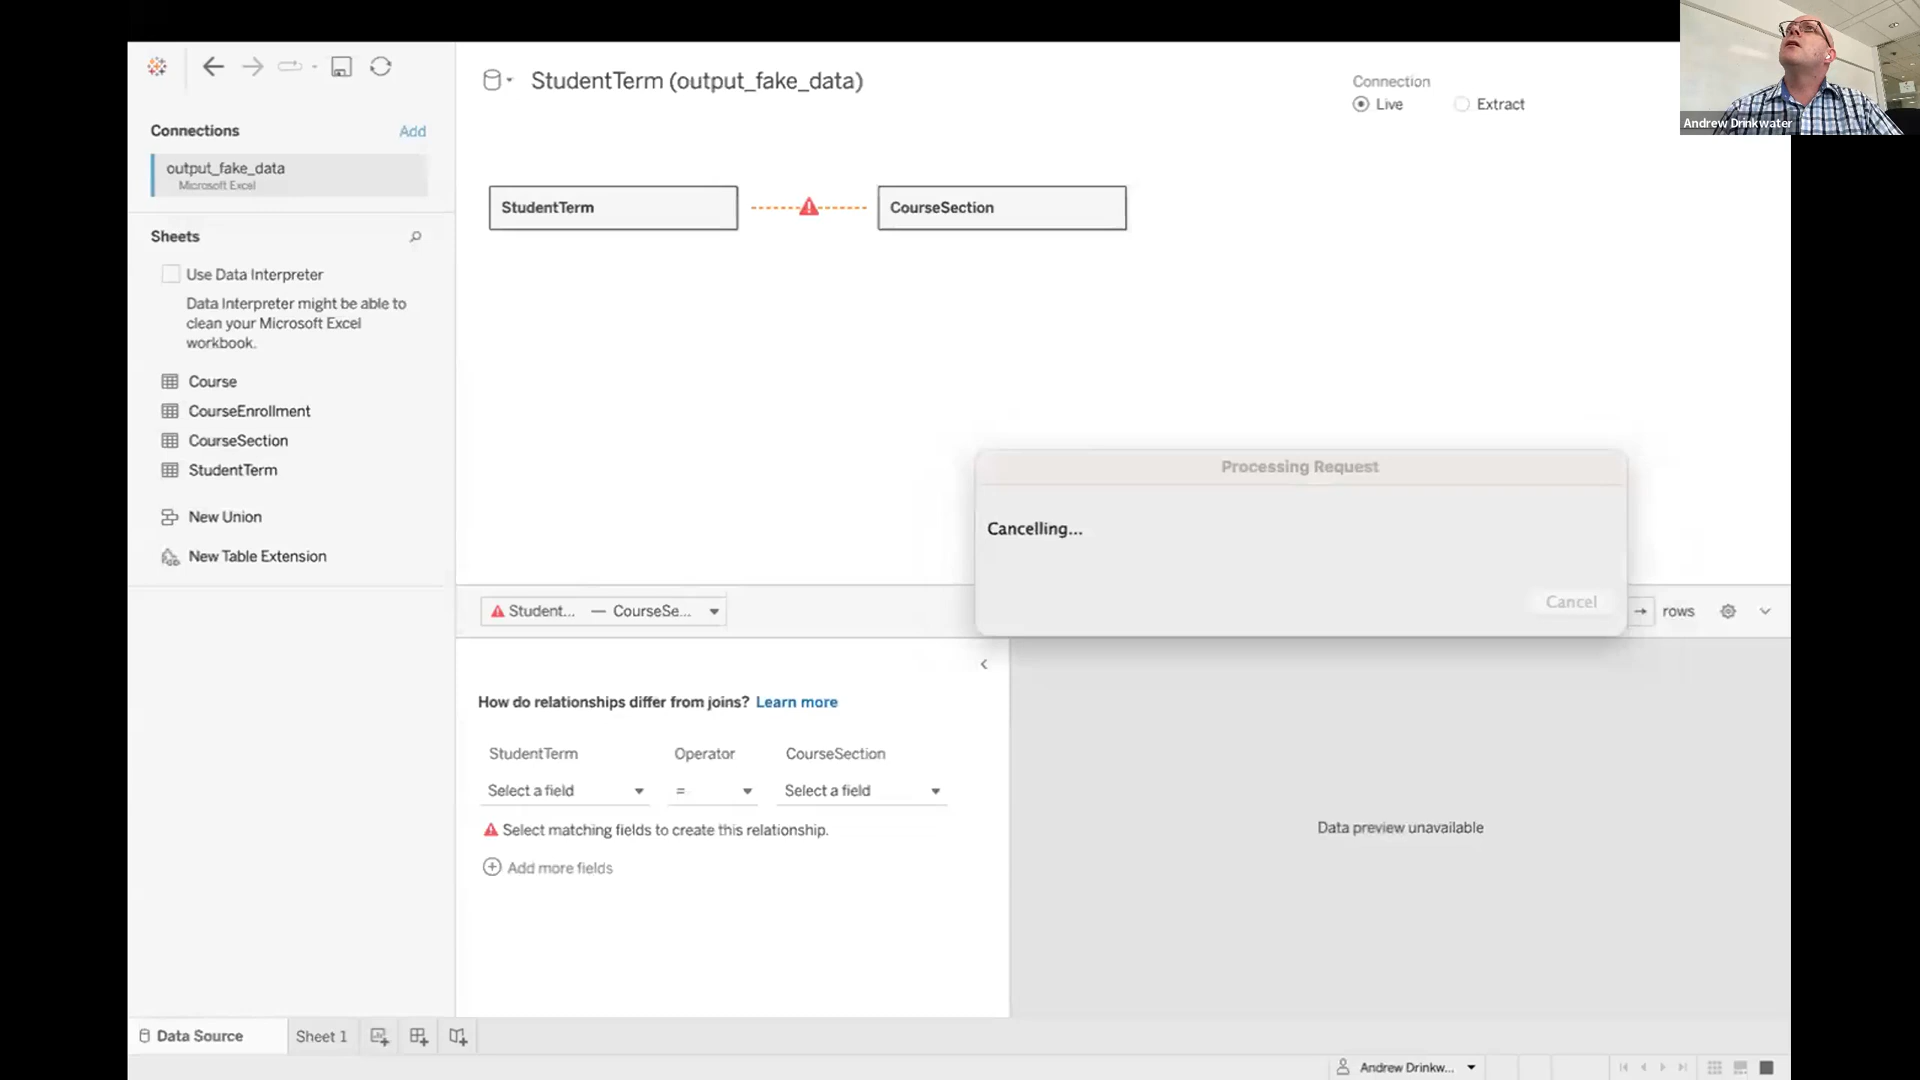 StudentTerm (output_fake_data)
Connection
Live
Extract
Andrew Drinkwater
Connections
Add
output_fake_data
Microsoft Excel
Sheets
Use Data Interpreter
Data Interpreter might be able to
clean your Microsoft Excel
workbook.
Course
CourseEnrollment
CourseSection
StudentTerm
New Union
New Table Extension
StudentTerm
CourseSection
Processing Request
Cancelling...
Cancel
Student... — CourseSe...
rows
How do relationships differ from joins? Learn more
StudentTerm Operator CourseSection
Select a field = Select a field
Select matching fields to create this relationship.
Add more fields
Data preview unavailable
Data Source
Sheet 1
Andrew Drinkw...